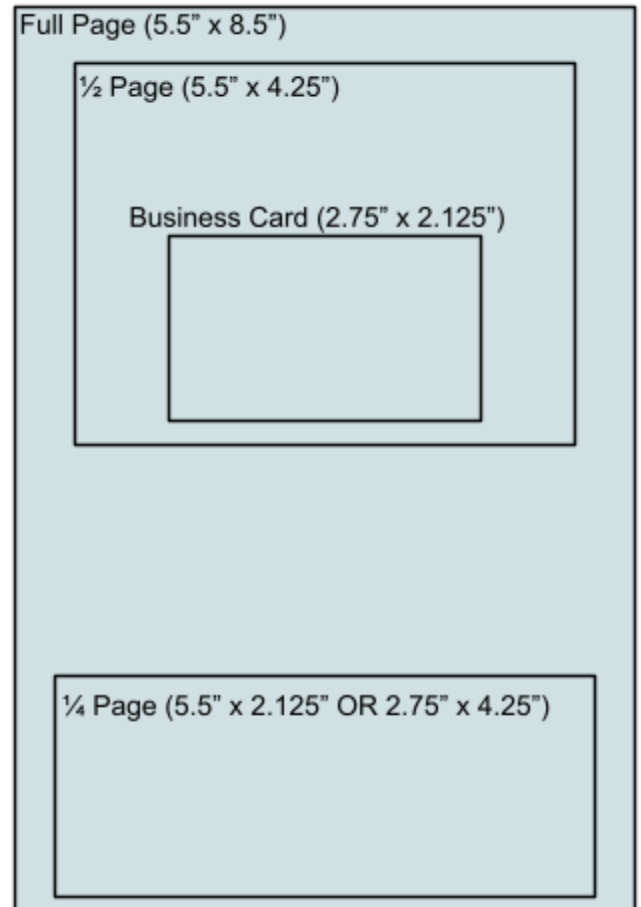 Full Page (5.5” x 8.5”)
½ Page (5.5” x 4.25”)
Business Card (2.75” x 2.125”)
¼ Page (5.5” x 2.125” OR 2.75” x 4.25”)